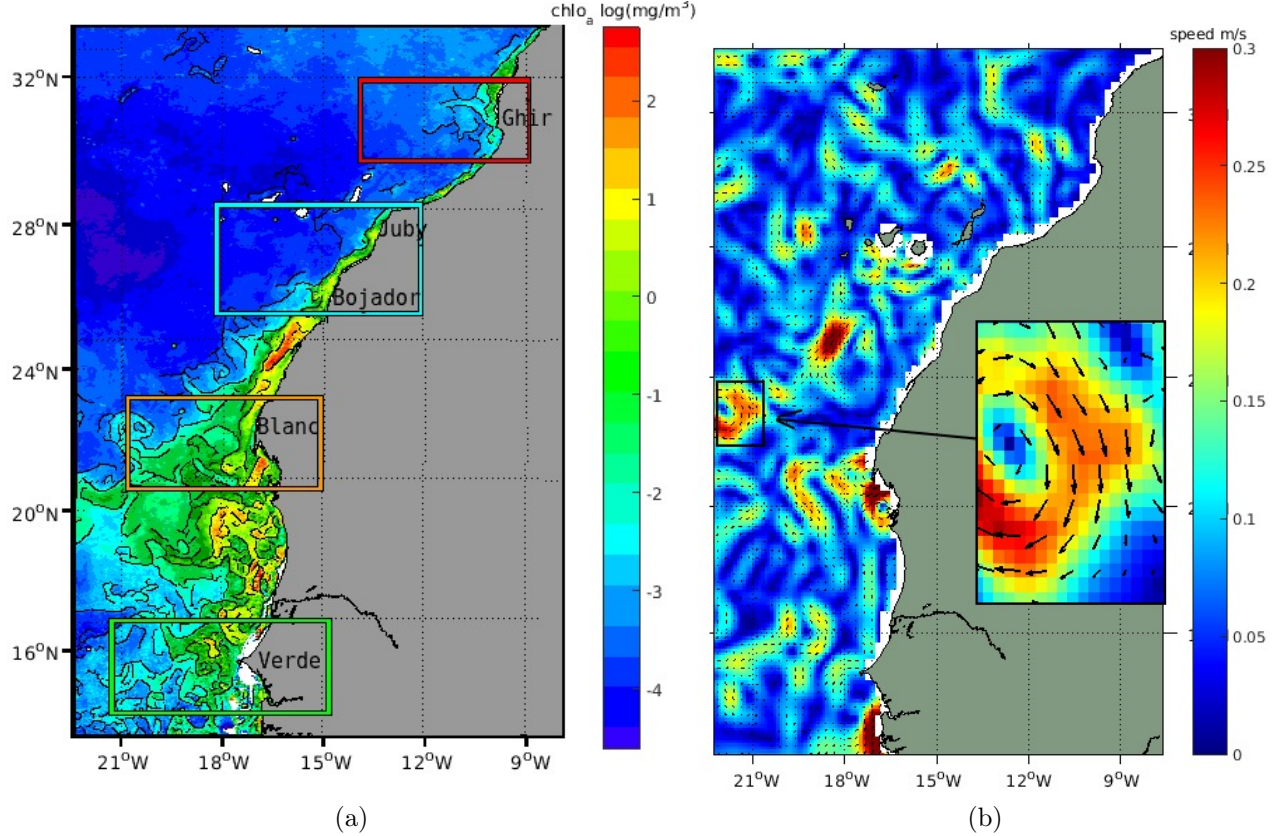 chlo_a log(mg/m³)
32°N
28°N
24°N
20°N
16°N
21°W
18°W
15°W
12°W
9°W
Ghir
Juby
Bojador
Blanc
Verde
2
1
0
-1
-2
-3
-4
(a)
speed m/s
0.3
0.25
0.2
0.15
0.1
0.05
0
21°W
18°W
15°W
12°W
9°W
(b)